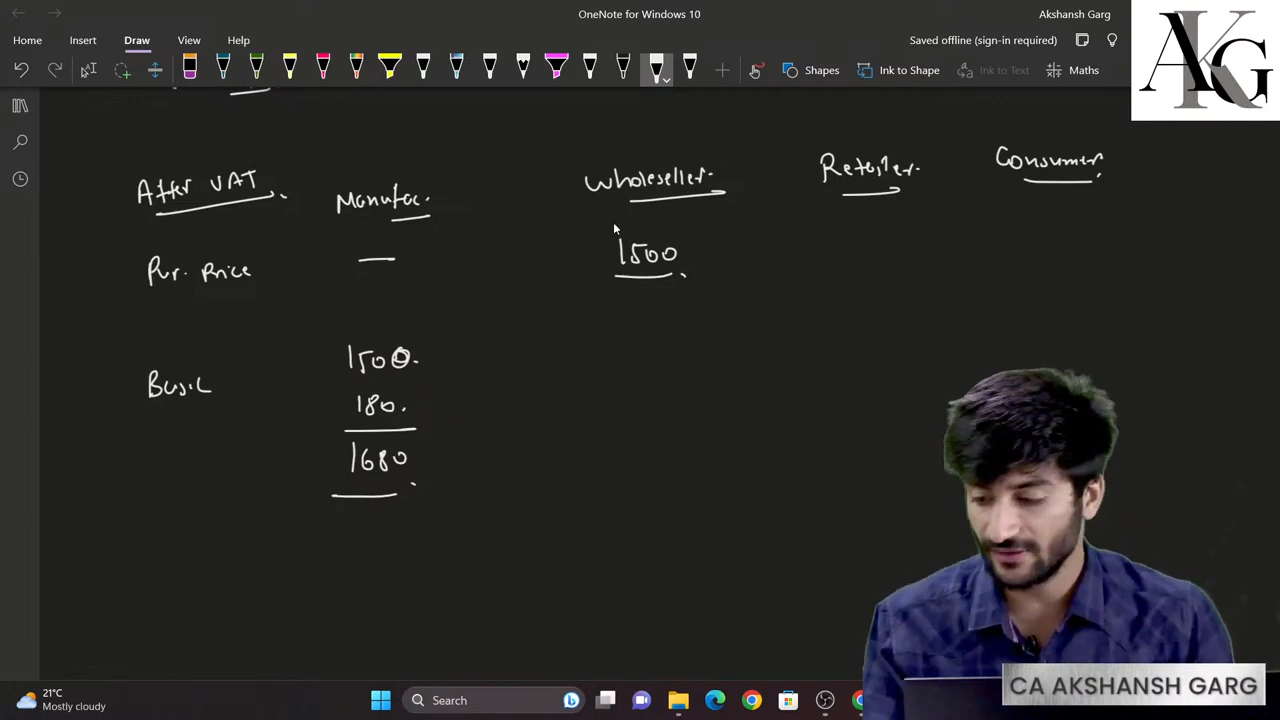 OneNote for Windows 10
Akshansh Garg
Home Insert Draw View Help
Saved offline (sign-in required)
Shapes Ink to Shape Ink to Text Maths
AKG
After VAT Manufac. Wholeseller. Retailer. Consumer
Pur. Price — 1500
Basic 1500.
180.
1680
CA AKSHANSH GARG
21°C
Mostly cloudy
Search